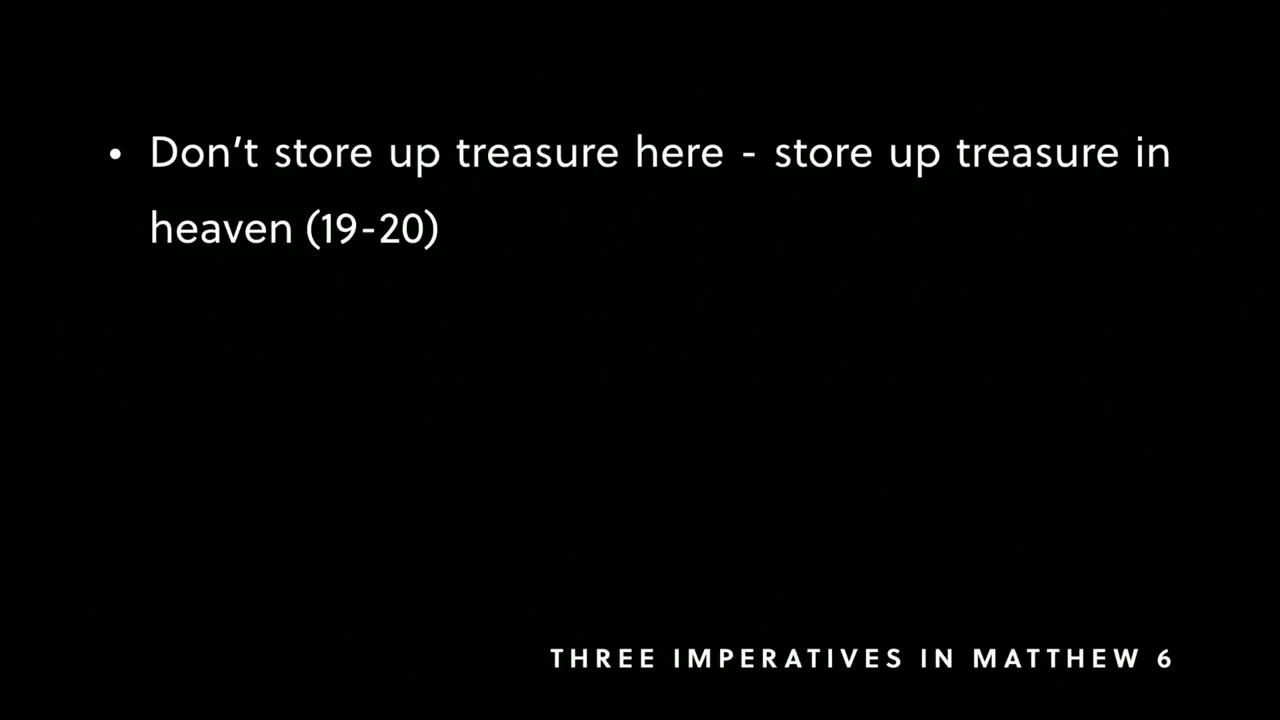 • Don’t store up treasure here - store up treasure in
heaven (19-20)
THREE IMPERATIVES IN MATTHEW 6